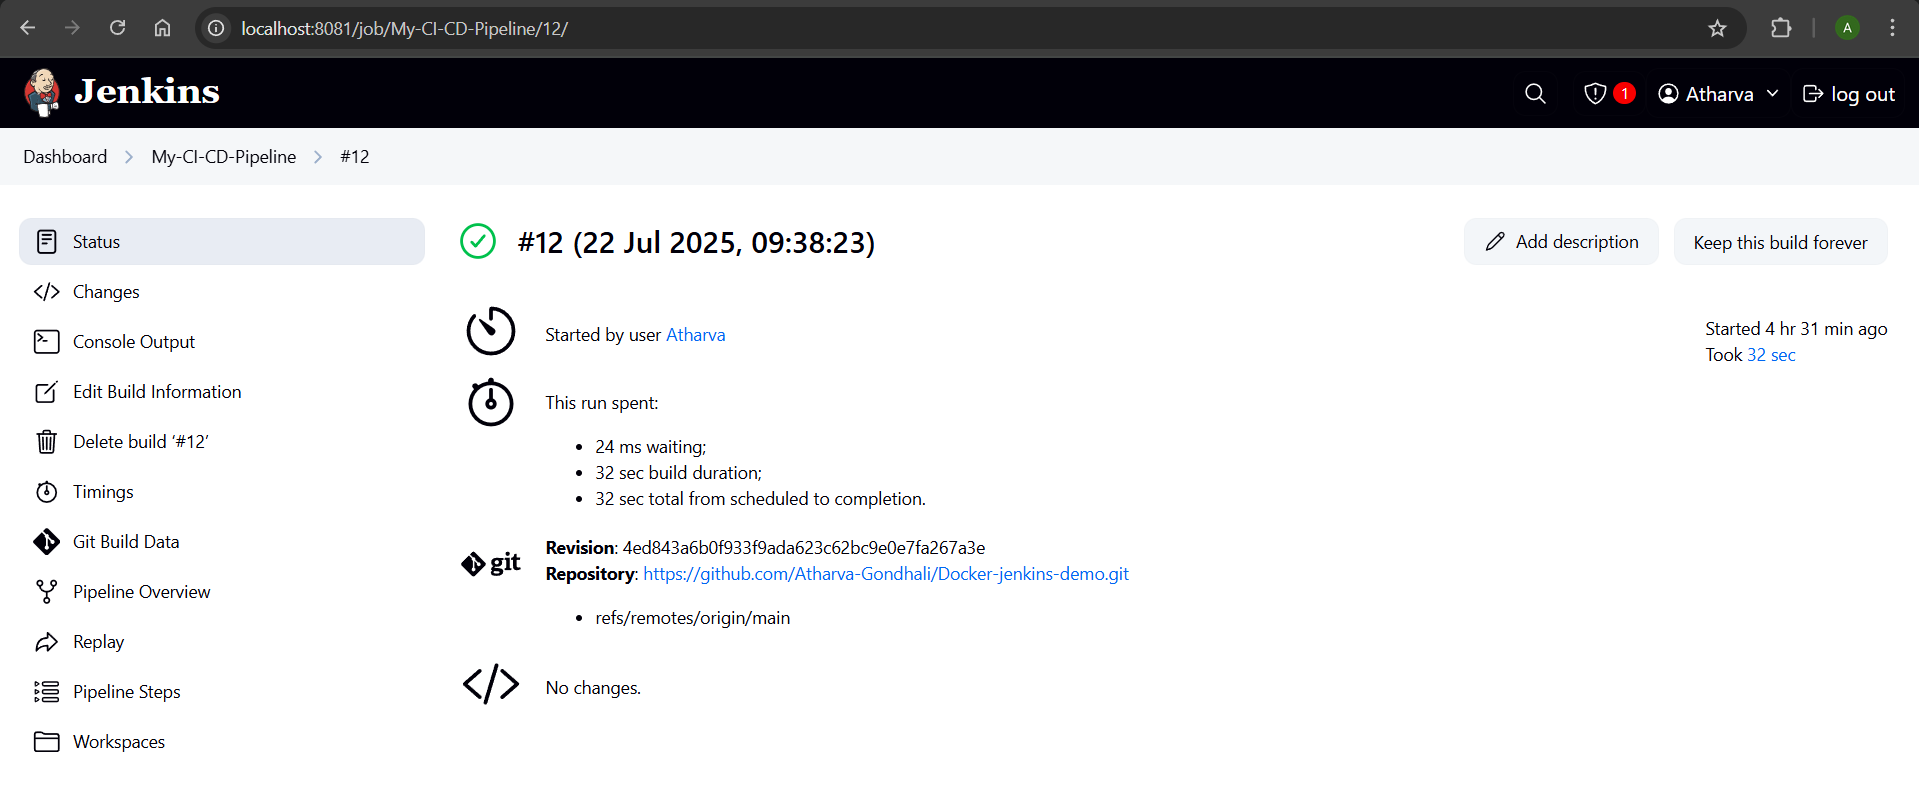 localhost:8081/job/My-CI-CD-Pipeline/12/
A
Jenkins
1
Atharva
log out
Dashboard
My-CI-CD-Pipeline
#12
Status
Changes
Console Output
Edit Build Information
Delete build ‘#12’
Timings
Git Build Data
Pipeline Overview
Replay
Pipeline Steps
Workspaces
#12 (22 Jul 2025, 09:38:23)
Add description
Keep this build forever
Started by user Atharva
Started 4 hr 31 min ago
Took 32 sec
This run spent:
• 24 ms waiting;
• 32 sec build duration;
• 32 sec total from scheduled to completion.
git
Revision: 4ed843a6b0f933f9ada623c62bc9e0e7fa267a3e
Repository: https://github.com/Atharva-Gondhali/Docker-jenkins-demo.git
• refs/remotes/origin/main
No changes.